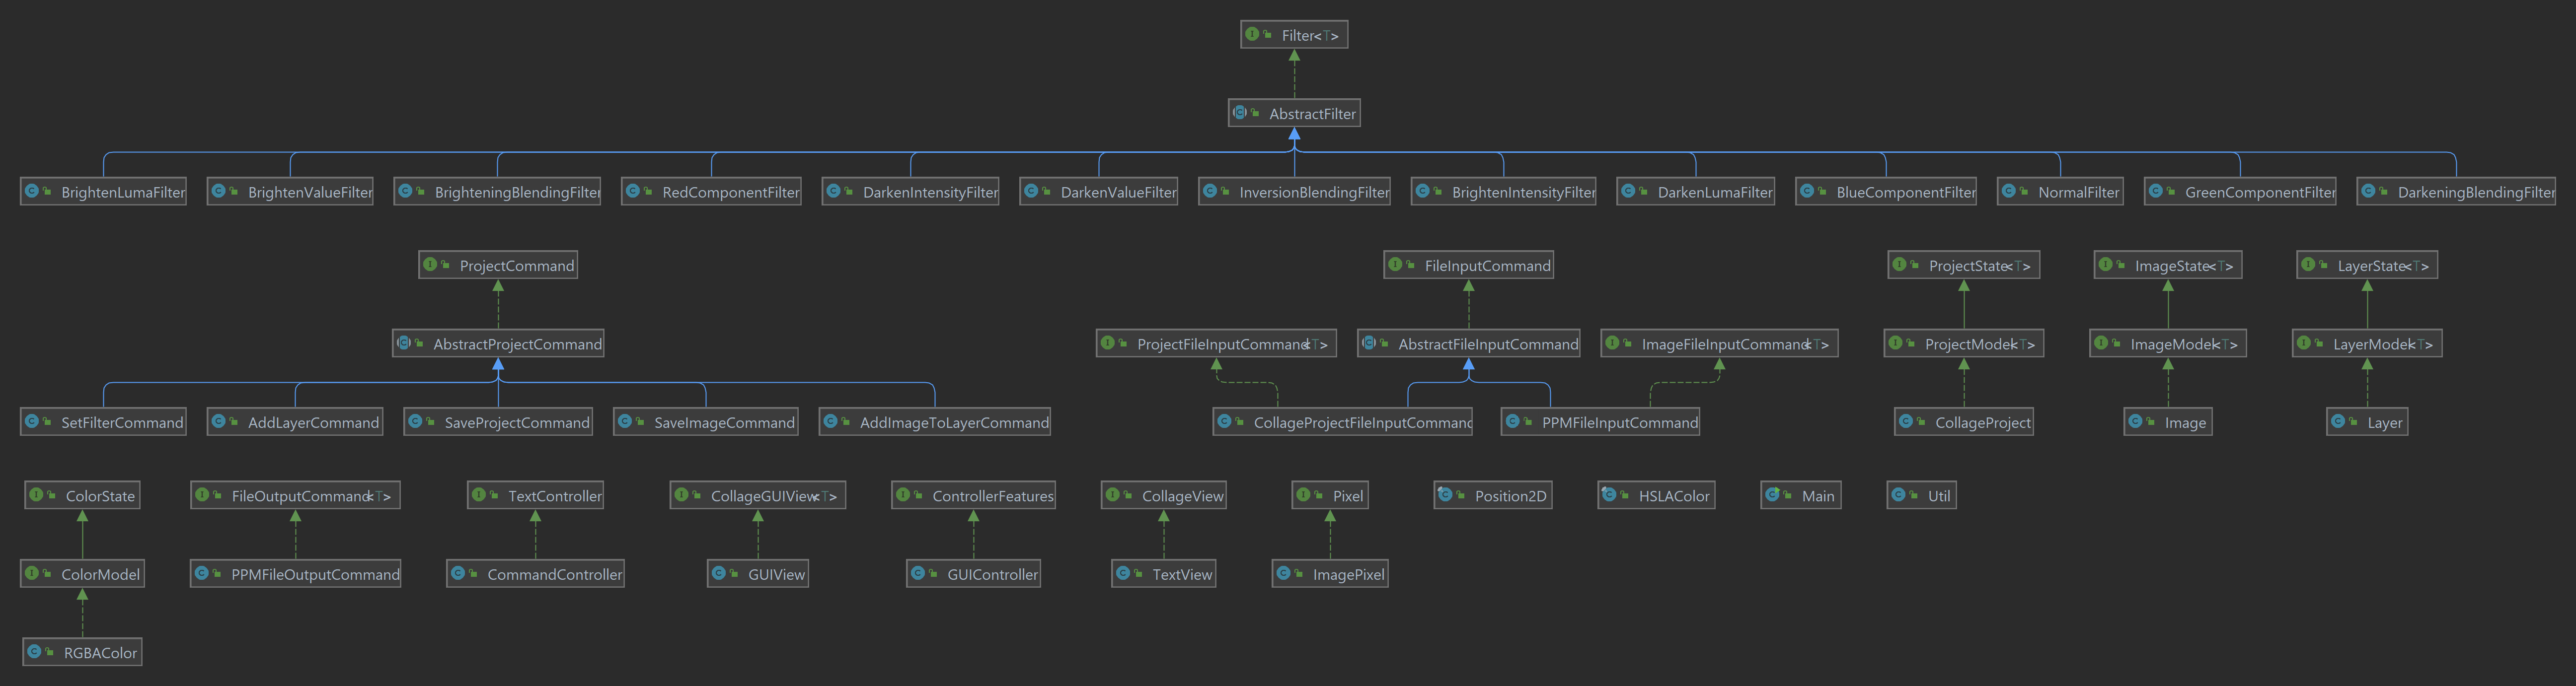 Filter<T>
AbstractFilter
BrightenLumaFilter BrightenValueFilter BrighteningBlendingFilter RedComponentFilter DarkenIntensityFilter DarkenValueFilter InversionBlendingFilter BrightenIntensityFilter DarkenLumaFilter BlueComponentFilter NormalFilter GreenComponentFilter DarkeningBlendingFilter
ProjectCommand FileInputCommand ProjectState<T> ImageState<T> LayerState<T>
AbstractProjectCommand ProjectFileInputCommand<T> AbstractFileInputCommand ImageFileInputCommand<T> ProjectModel<T> ImageModel<T> LayerModel<T>
SetFilterCommand AddLayerCommand SaveProjectCommand SaveImageCommand AddImageToLayerCommand CollageProjectFileInputCommand PPMFileInputCommand CollageProject Image Layer
ColorState FileOutputCommand<T> TextController CollageGUIView<T> ControllerFeatures CollageView Pixel Position2D HSLAColor Main Util
ColorModel PPMFileOutputCommand CommandController GUIView GUIController TextView ImagePixel
RGBAColor